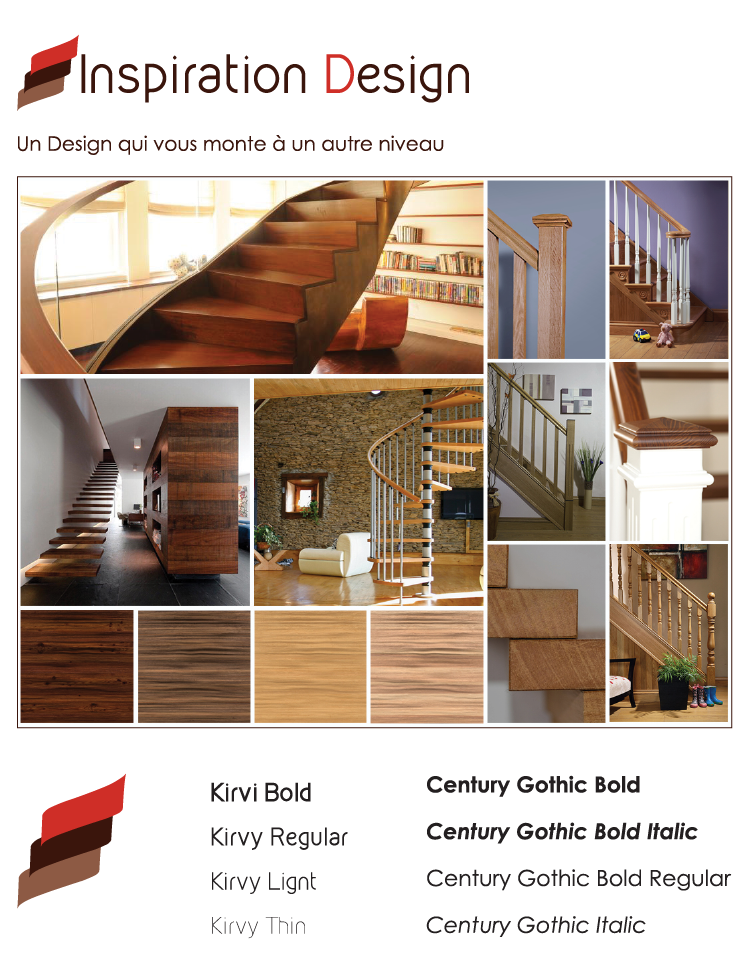 Inspiration Design
Un Design qui vous monte à un autre niveau
Kirvi Bold
Kirvy Regular
Kirvy Lignt
Kirvy Thin
Century Gothic Bold
Century Gothic Bold Italic
Century Gothic Bold Regular
Century Gothic Italic